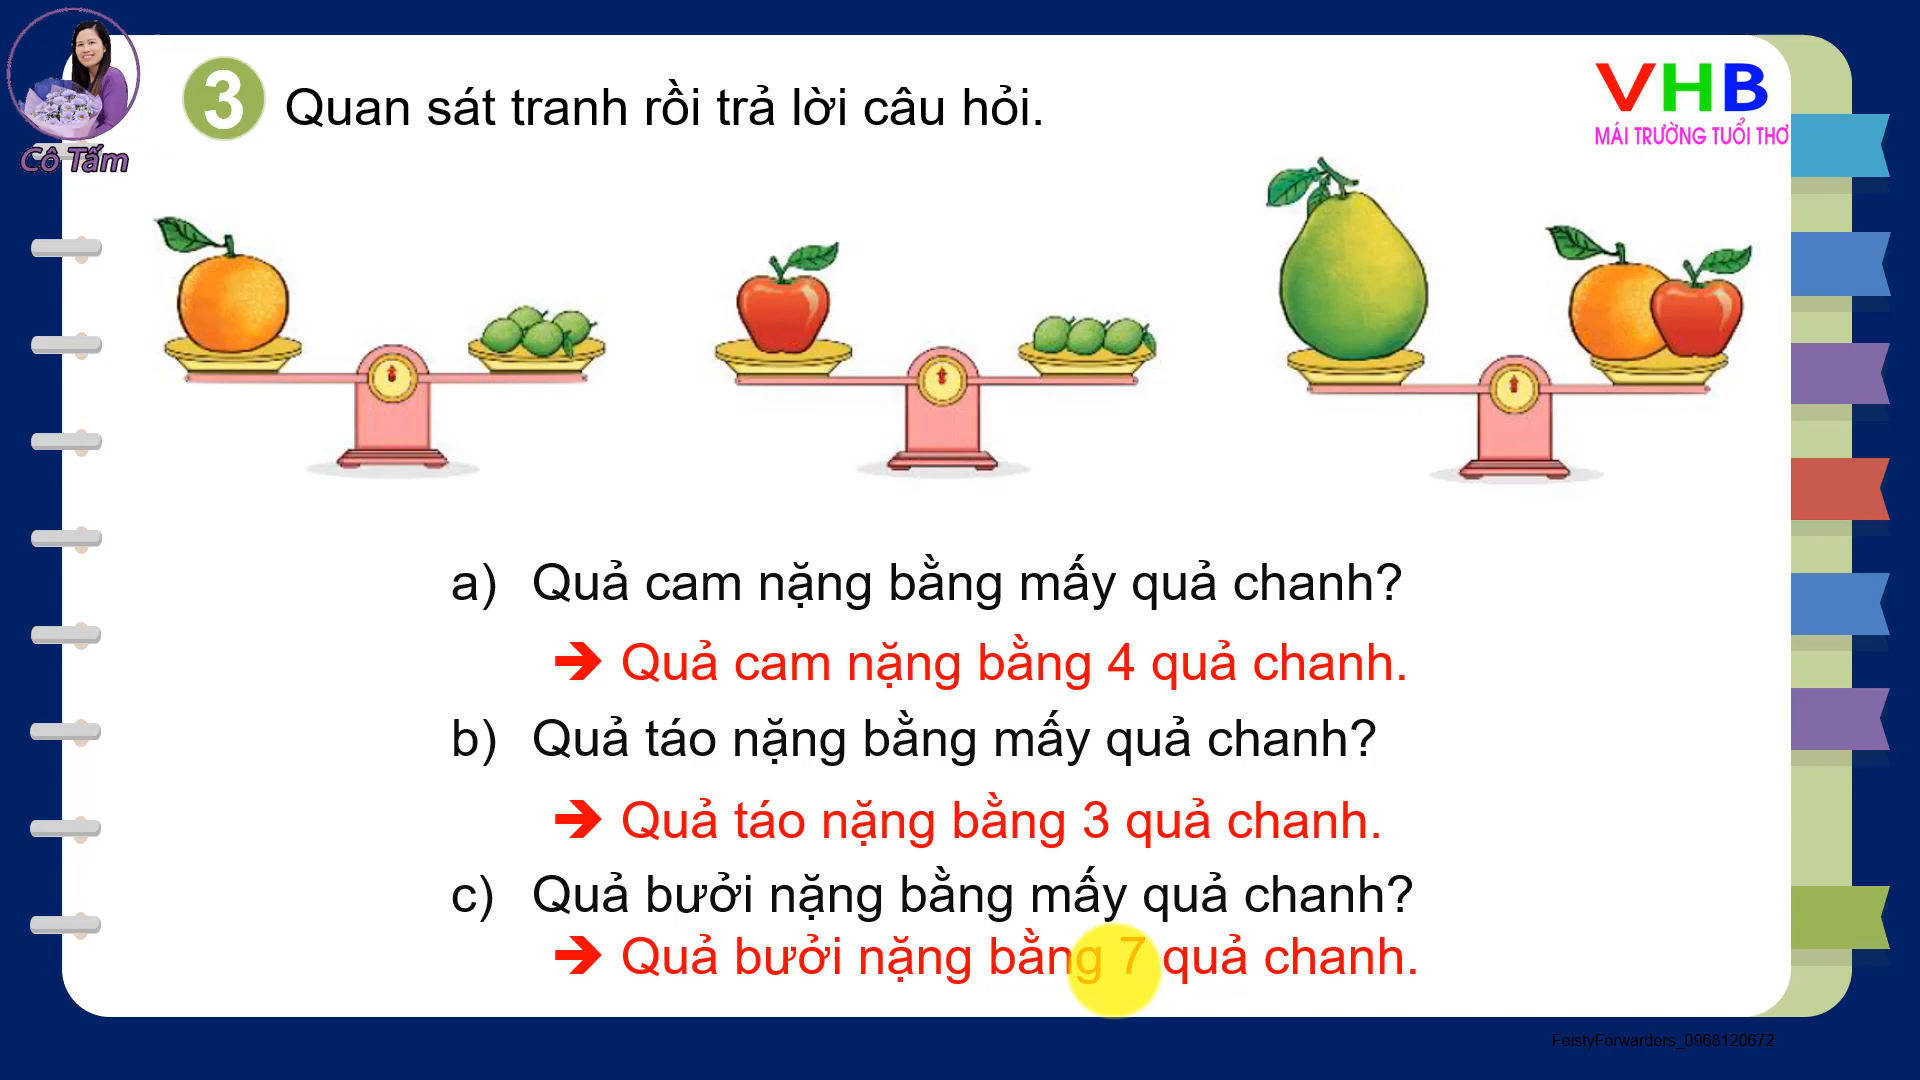 3 Quan sát tranh rồi trả lời câu hỏi.
VHB
MÁI TRƯỜNG TUỔI THƠ
Cô Tấm
a) Quả cam nặng bằng mấy quả chanh?
➔ Quả cam nặng bằng 4 quả chanh.
b) Quả táo nặng bằng mấy quả chanh?
➔ Quả táo nặng bằng 3 quả chanh.
c) Quả bưởi nặng bằng mấy quả chanh?
➔ Quả bưởi nặng bằng 7 quả chanh.
FeistyForwarders_0968120672